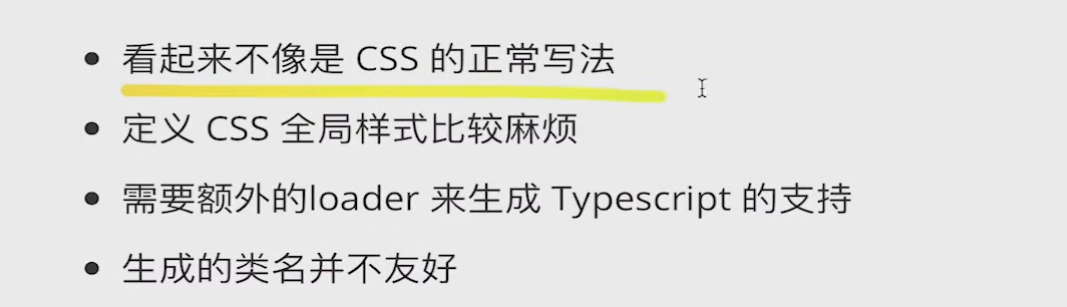 看起来不像是 CSS 的正常写法
定义 CSS 全局样式比较麻烦
需要额外的loader 来生成 Typescript 的支持
生成的类名并不友好